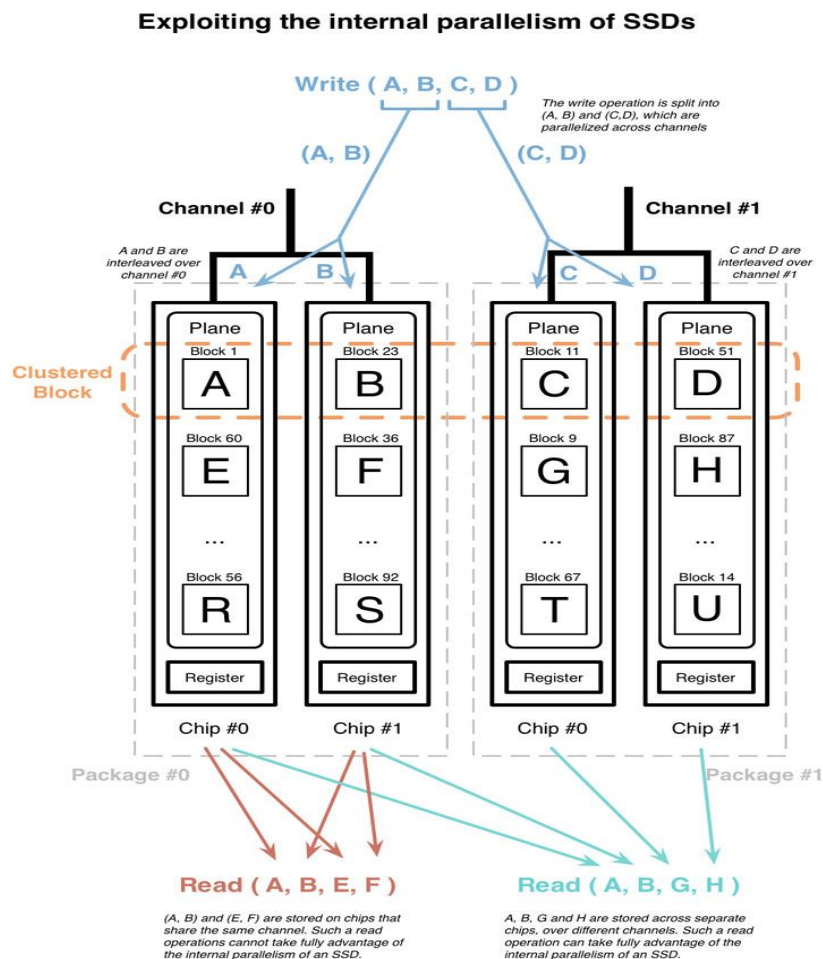 Exploiting the internal parallelism of SSDs
Write ( A, B, C, D )
The write operation is split into
(A, B) and (C,D), which are
parallelized across channels
(A, B)
(C, D)
Channel #0
Channel #1
A and B are
interleaved over
channel #0
C and D are
interleaved over
channel #1
A
B
C
D
Plane
Plane
Plane
Plane
Clustered
Block
Block 1
Block 23
Block 11
Block 51
A
B
C
D
Block 60
Block 36
Block 9
Block 87
E
F
G
H
...
...
...
...
Block 56
Block 92
Block 67
Block 14
R
S
T
U
Register
Register
Register
Register
Chip #0
Chip #1
Chip #0
Chip #1
Package #0
Package #1
Read ( A, B, E, F )
Read ( A, B, G, H )
(A, B) and (E, F) are stored on chips that
share the same channel. Such a read
operations cannot take fully advantage of
the internal parallelism of an SSD.
A, B, G and H are stored across separate
chips, over different channels. Such a read
operation can take fully advantage of the
internal parallelism of an SSD.